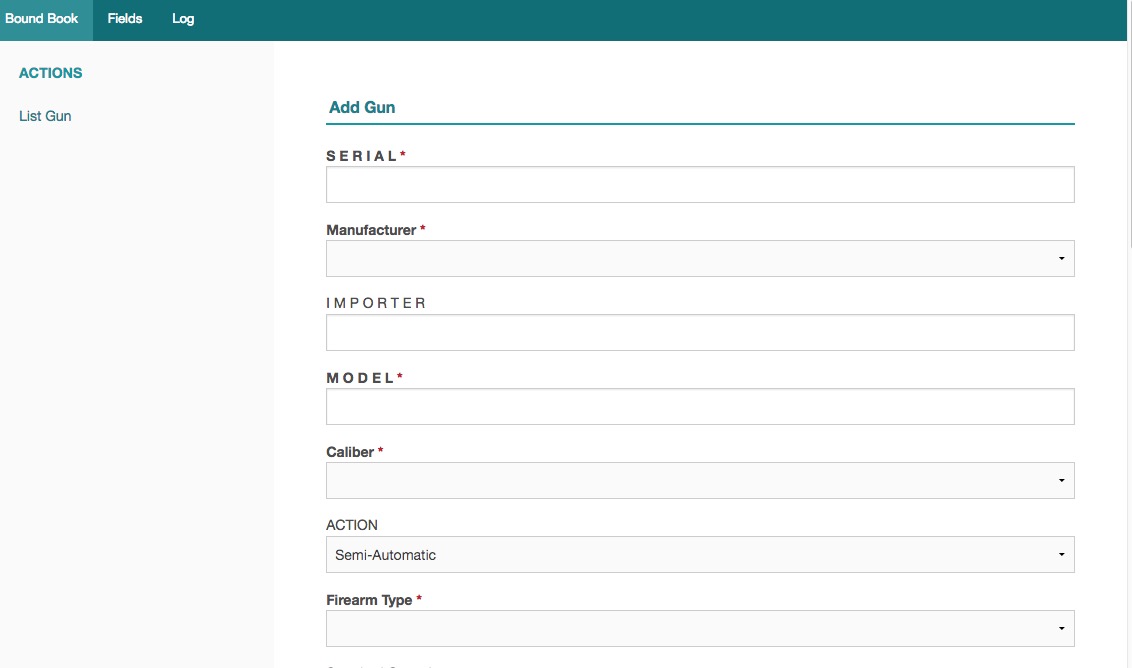 Bound Book Fields Log
ACTIONS
List Gun
Add Gun
SERIAL*
Manufacturer *
IMPORTER
MODEL*
Caliber *
ACTION
Semi-Automatic
Firearm Type *